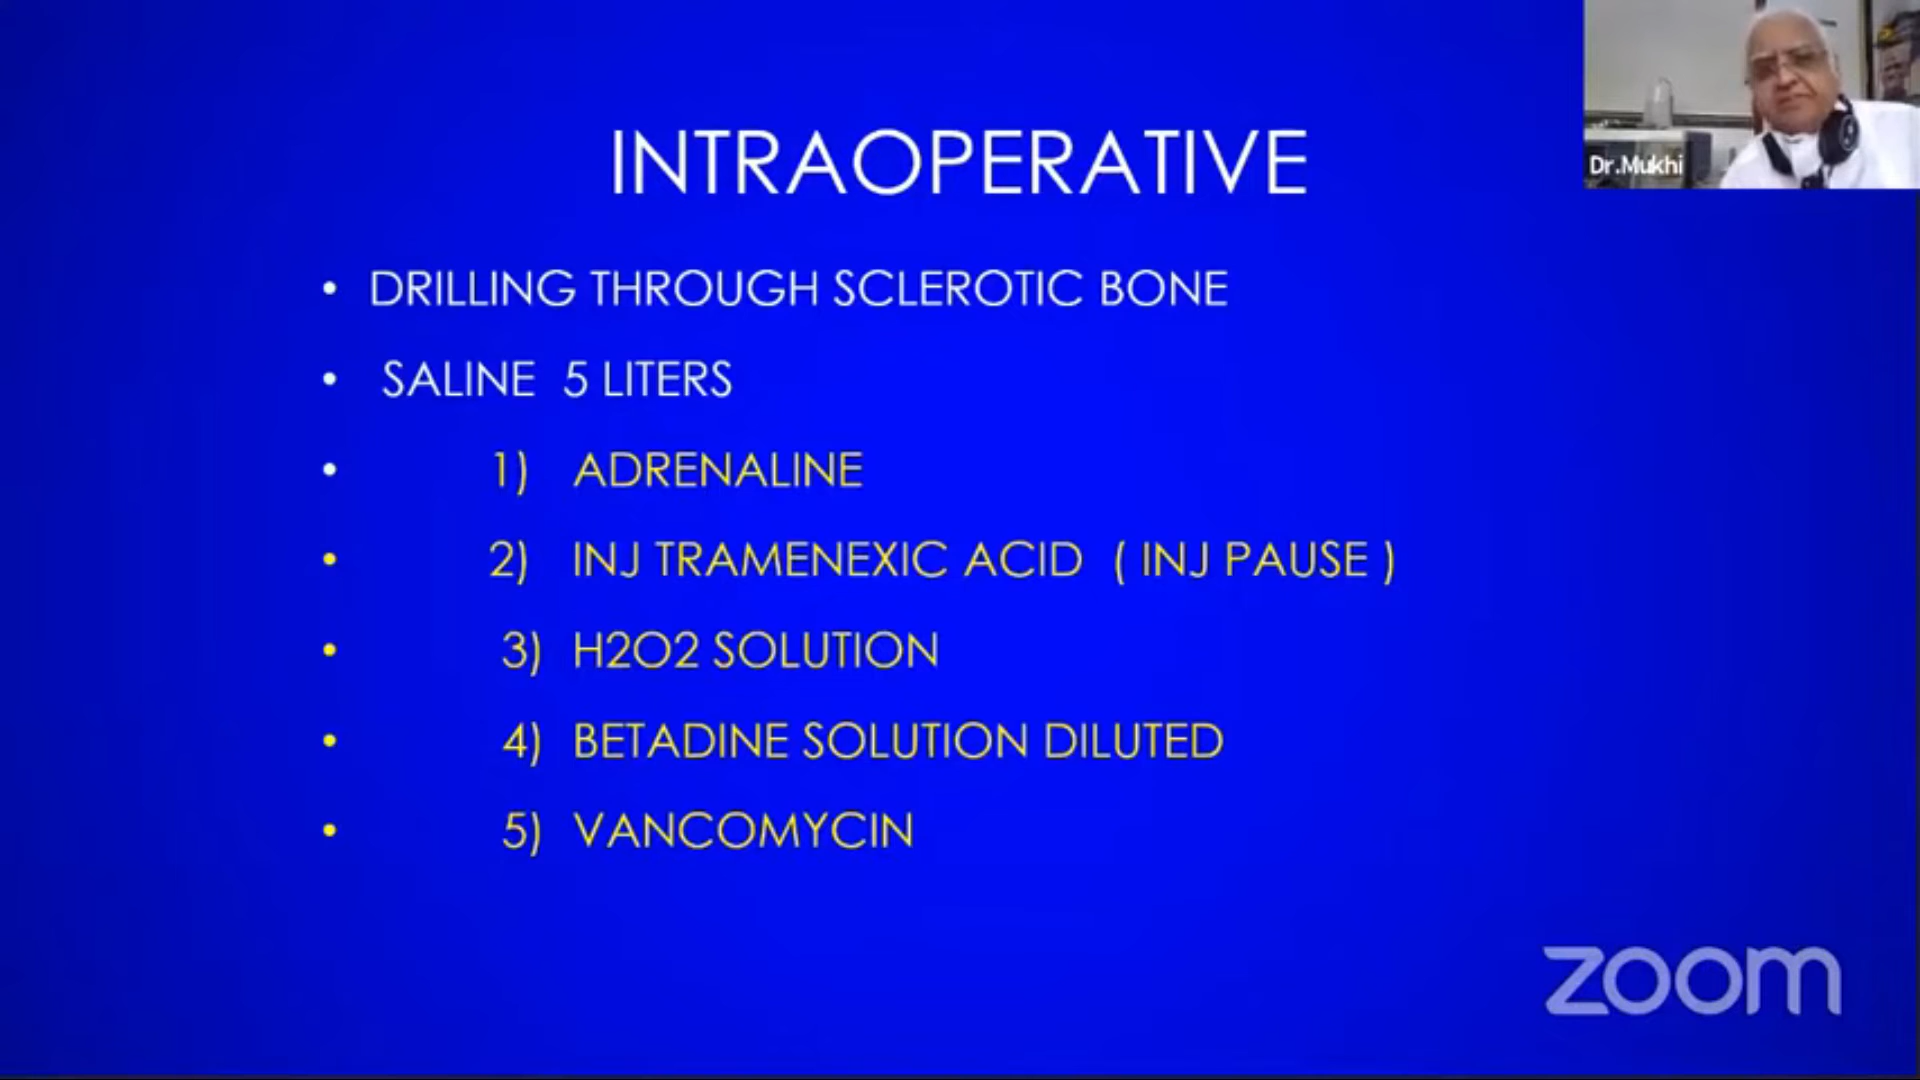 INTRAOPERATIVE
Dr.Mukhi
• DRILLING THROUGH SCLEROTIC BONE
• SALINE 5 LITERS
• 1) ADRENALINE
• 2) INJ TRAMENEXIC ACID ( INJ PAUSE )
• 3) H2O2 SOLUTION
• 4) BETADINE SOLUTION DILUTED
• 5) VANCOMYCIN
zoom